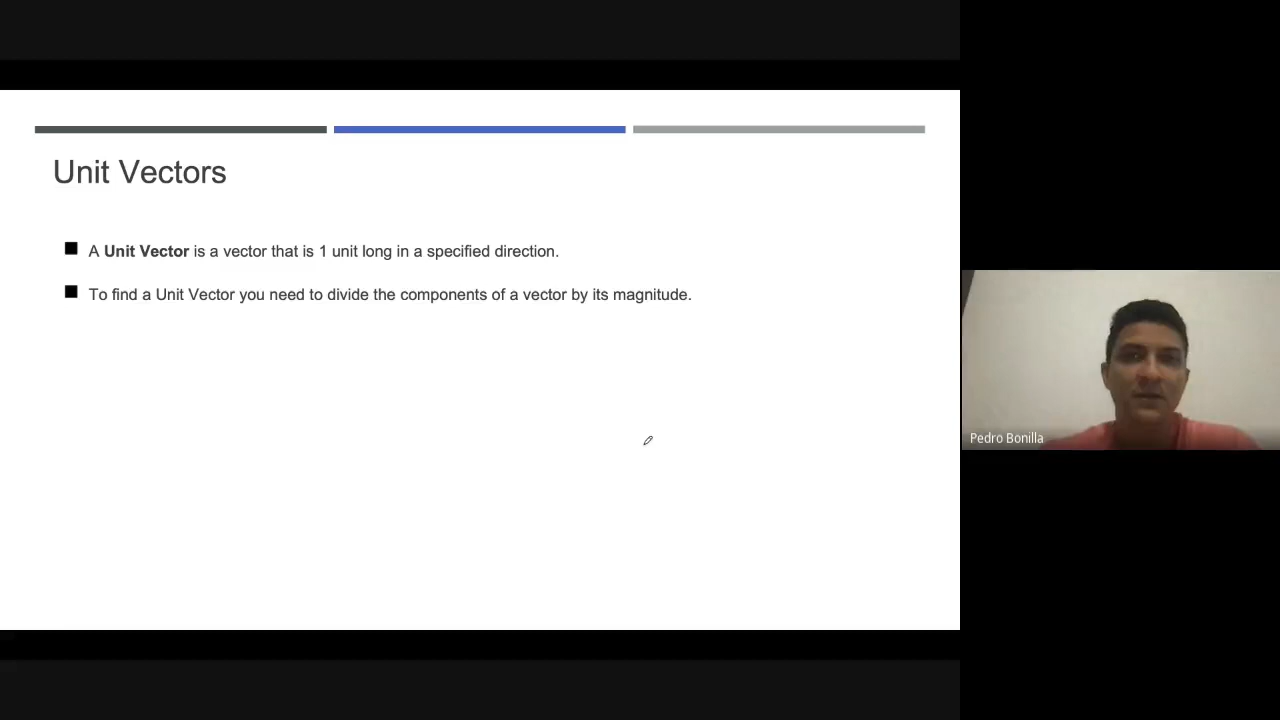 Unit Vectors
A Unit Vector is a vector that is 1 unit long in a specified direction.
To find a Unit Vector you need to divide the components of a vector by its magnitude.
Pedro Bonilla